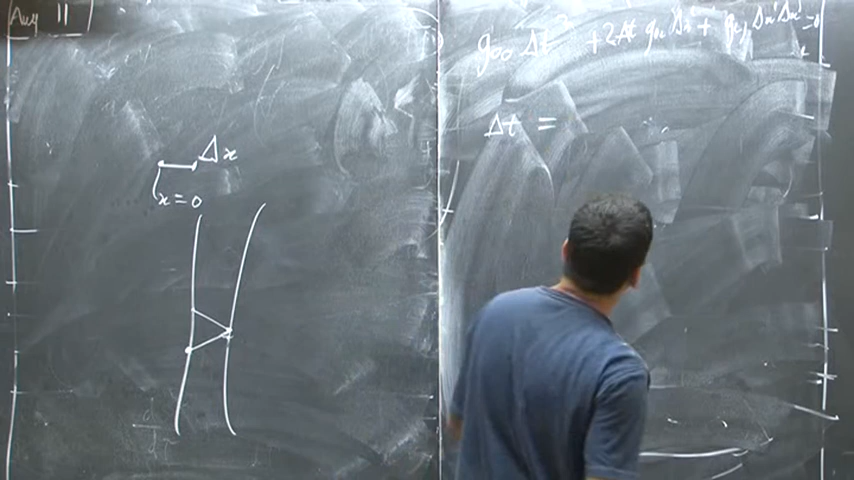 Aug 11
Δx
x = 0
g₀₀ Δt² + 2Δt g₀ᵢ Δxⁱ + gᵢⱼ Δxⁱ Δxʲ = 0
Δt =